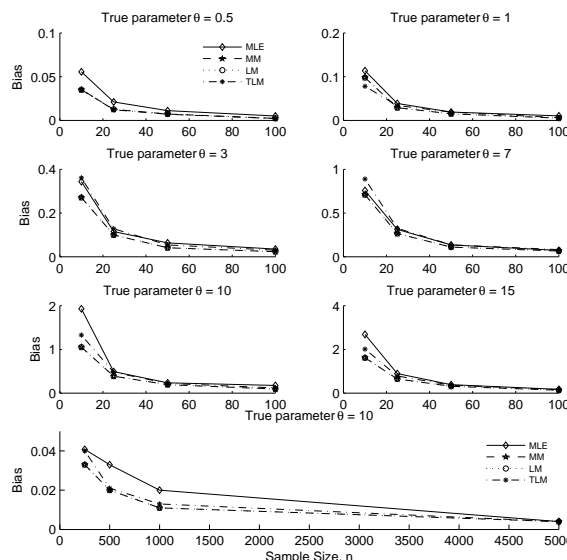 True parameter θ = 0.5
True parameter θ = 1
0.1
0.05
0
Bias
MLE
MM
LM
TLM
0 20 40 60 80 100
0.2
0.1
0
0 20 40 60 80 100
True parameter θ = 3
True parameter θ = 7
0.4
0.2
0
Bias
0 20 40 60 80 100
1
0.5
0
0 20 40 60 80 100
True parameter θ = 10
True parameter θ = 15
2
1
0
Bias
0 20 40 60 80 100
4
2
0
0 20 40 60 80 100
True parameter θ = 10
0.04
0.02
0
Bias
MLE
MM
LM
TLM
0 500 1000 1500 2000 2500 3000 3500 4000 4500 5000
Sample Size, n